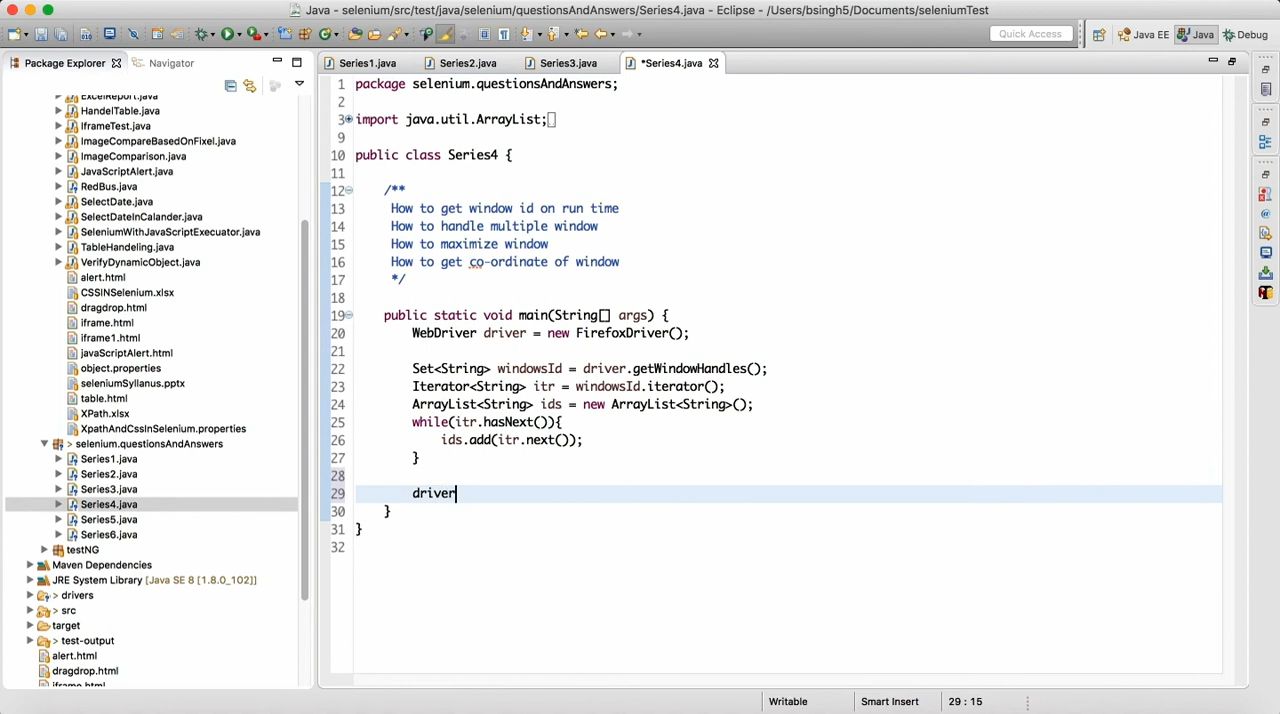 Java - selenium/src/test/java/selenium/questionsAndAnswers/Series4.java - Eclipse - /Users/bsingh5/Documents/seleniumTest
Quick Access
Java EE
Java
Debug
Package Explorer
Navigator
Series1.java
Series2.java
Series3.java
*Series4.java
ExcelReport.java
HandelTable.java
IframeTest.java
ImageCompareBasedOnFixel.java
ImageComparison.java
JavaScriptAlert.java
RedBus.java
SelectDate.java
SelectDateInCalander.java
SeleniumWithJavaScriptExecuator.java
TableHandeling.java
VerifyDynamicObject.java
alert.html
CSSINSelenium.xlsx
dragdrop.html
iframe.html
iframe1.html
javaScriptAlert.html
object.properties
seleniumSyllanus.pptx
table.html
XPath.xlsx
XpathAndCssInSelenium.properties
> selenium.questionsAndAnswers
Series1.java
Series2.java
Series3.java
Series4.java
Series5.java
Series6.java
testNG
Maven Dependencies
JRE System Library [Java SE 8 [1.8.0_102]]
> drivers
> src
target
> test-output
alert.html
dragdrop.html
iframe.html
1 package selenium.questionsAndAnswers;
2
3 import java.util.ArrayList;
9
10 public class Series4 {
11
12 /**
13 How to get window id on run time
14 How to handle multiple window
15 How to maximize window
16 How to get co-ordinate of window
17 */
18
19 public static void main(String[] args) {
20 WebDriver driver = new FirefoxDriver();
21
22 Set<String> windowsId = driver.getWindowHandles();
23 Iterator<String> itr = windowsId.iterator();
24 ArrayList<String> ids = new ArrayList<String>();
25 while(itr.hasNext()){
26 ids.add(itr.next());
27 }
28
29 driver
30 }
31 }
32
Writable
Smart Insert
29 : 15